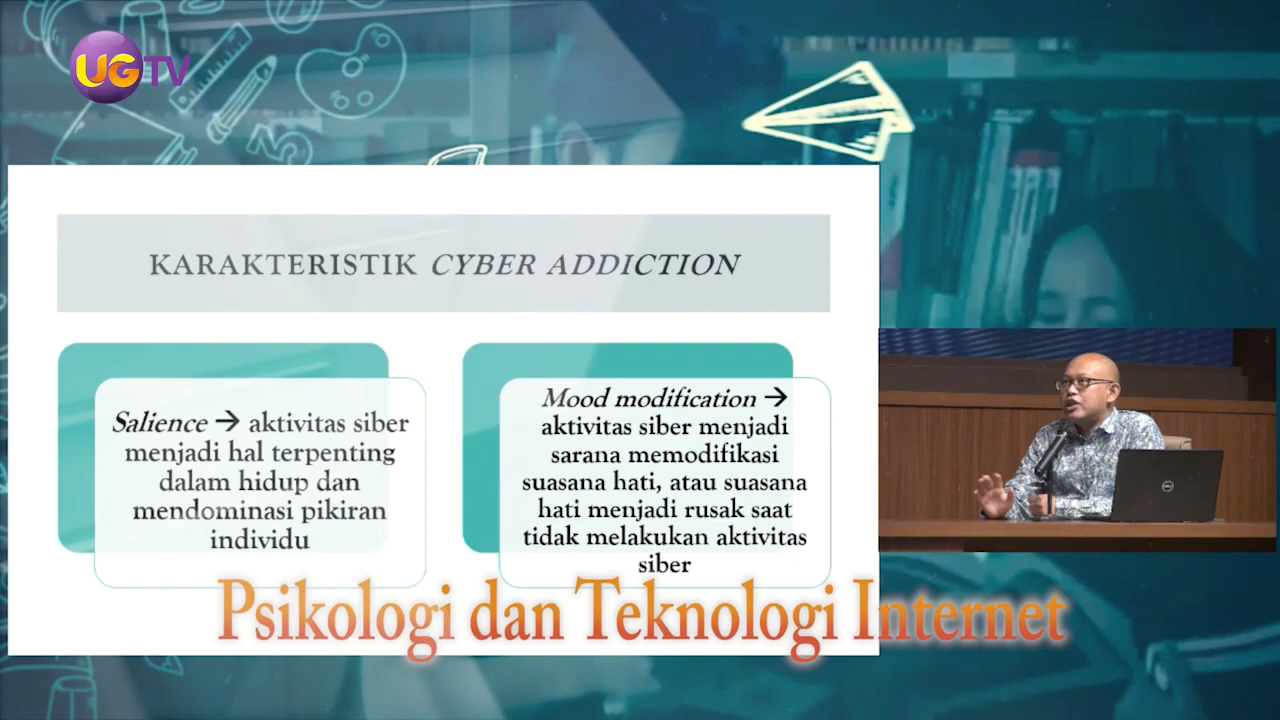 UGTV
KARAKTERISTIK CYBER ADDICTION
Salience → aktivitas siber
menjadi hal terpenting
dalam hidup dan
mendominasi pikiran
individu
Mood modification →
aktivitas siber menjadi
sarana memodifikasi
suasana hati, atau suasana
hati menjadi rusak saat
tidak melakukan aktivitas
siber
DELL
Psikologi dan Teknologi Internet